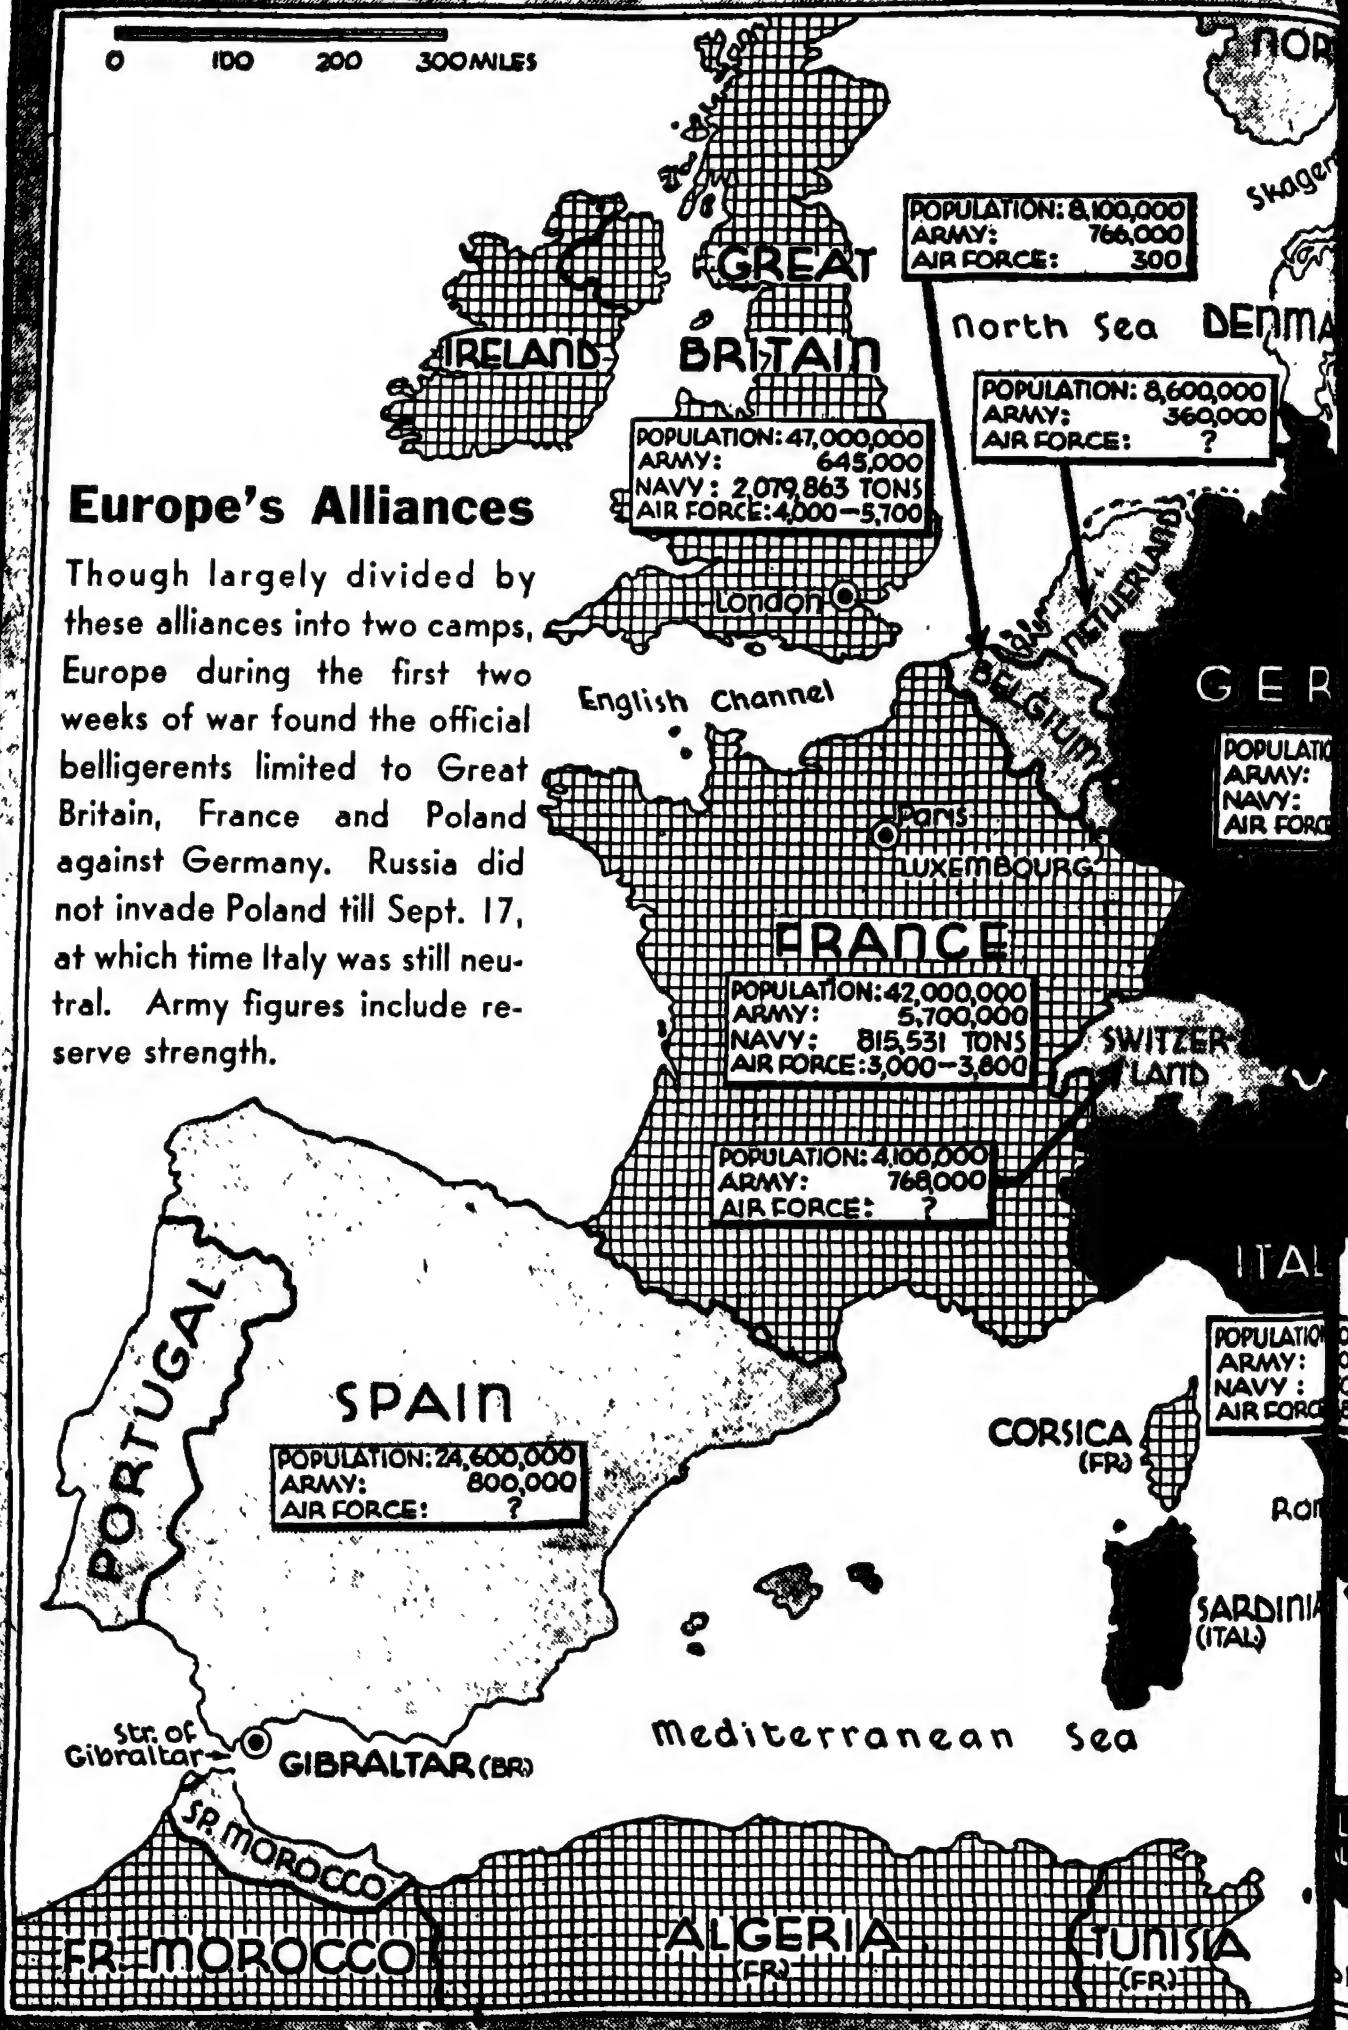 0 100 200 300 MILES
NOR
Skager
POPULATION: 8,100,000
ARMY: 766,000
AIR FORCE: 300
GREAT
BRITAIN
IRELAND
North Sea
DENMA
POPULATION: 8,600,000
ARMY: 360,000
AIR FORCE: ?
POPULATION: 47,000,000
ARMY: 645,000
NAVY: 2,079,863 TONS
AIR FORCE: 4,000–5,700
Europe's Alliances
Though largely divided by
these alliances into two camps,
Europe during the first two
weeks of war found the official
belligerents limited to Great
Britain, France and Poland
against Germany. Russia did
not invade Poland till Sept. 17,
at which time Italy was still neu-
tral. Army figures include re-
serve strength.
London
NETHERLAND
BELGIUM
English Channel
GER
POPULATIO
ARMY:
NAVY:
AIR FORC
Paris
LUXEMBOURG
FRANCE
POPULATION: 42,000,000
ARMY: 5,700,000
NAVY: 815,531 TONS
AIR FORCE: 3,000–3,800
SWITZER-
LAND
POPULATION: 4,100,000
ARMY: 768,000
AIR FORCE: ?
ITAL
POPULATIO
ARMY:
NAVY:
AIR FORC
PORTUGAL
SPAIN
POPULATION: 24,600,000
ARMY: 800,000
AIR FORCE: ?
CORSICA
(FR.)
Rom
SARDINIA
(ITAL.)
Mediterranean Sea
Str. of
Gibraltar
GIBRALTAR (BR.)
SP. MOROCCO
FR. MOROCCO
ALGERIA
(FR.)
TUNISIA
(FR.)